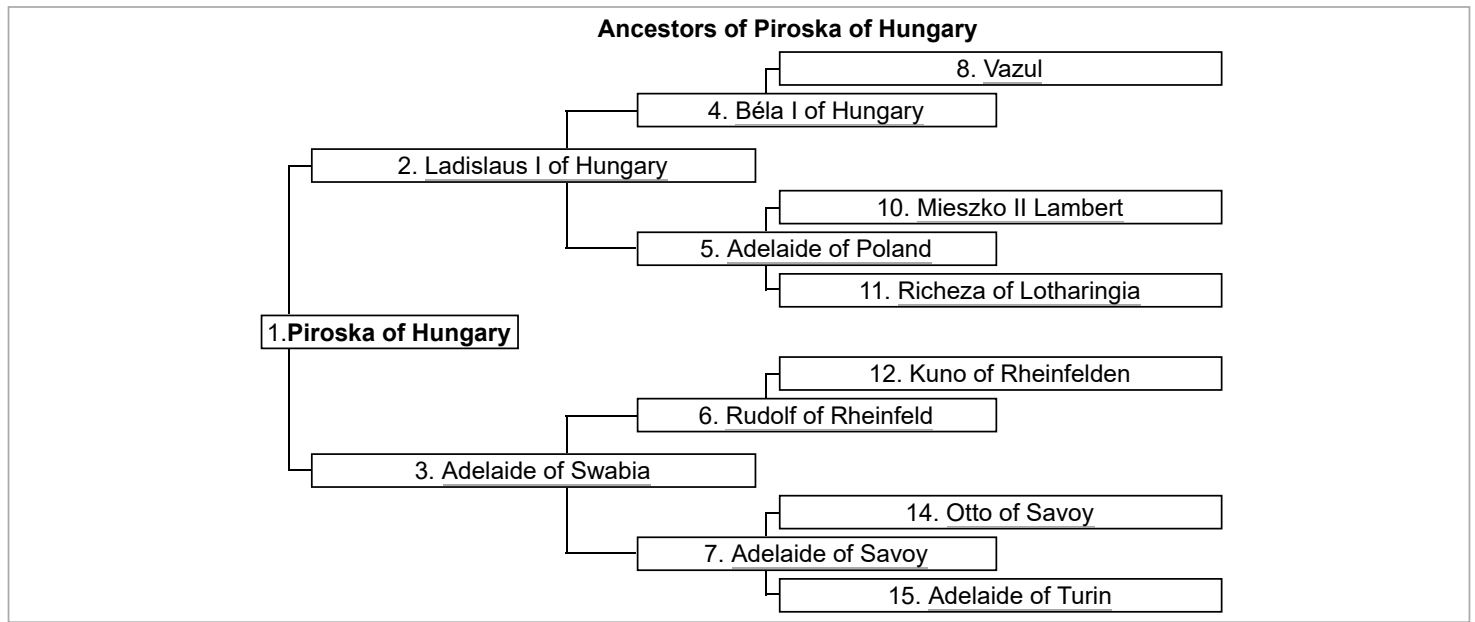 Ancestors of Piroska of Hungary
8. Vazul
4. Béla I of Hungary
2. Ladislaus I of Hungary
10. Mieszko II Lambert
5. Adelaide of Poland
11. Richeza of Lotharingia
1.Piroska of Hungary
12. Kuno of Rheinfelden
6. Rudolf of Rheinfeld
3. Adelaide of Swabia
14. Otto of Savoy
7. Adelaide of Savoy
15. Adelaide of Turin